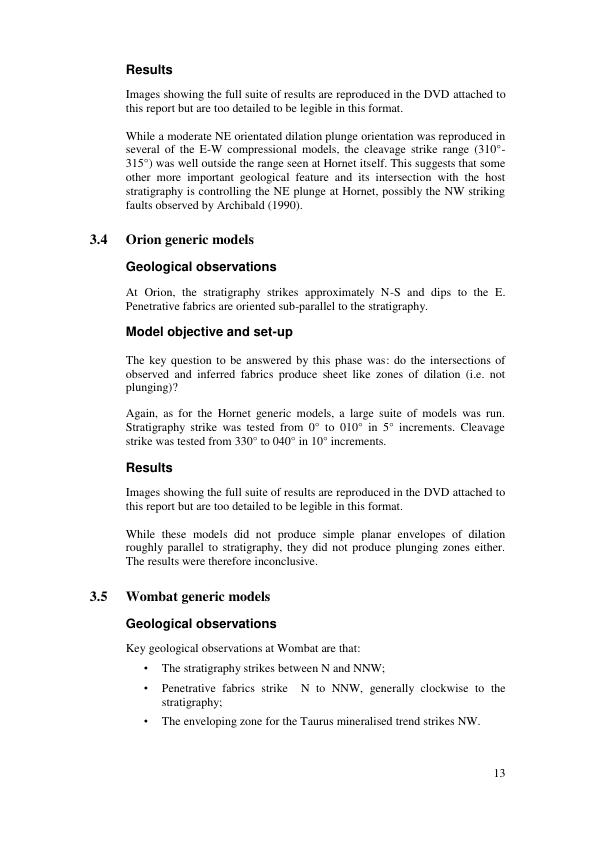 Results
Images showing the full suite of results are reproduced in the DVD attached to
this report but are too detailed to be legible in this format.
While a moderate NE orientated dilation plunge orientation was reproduced in
several of the E-W compressional models, the cleavage strike range (310°-
315°) was well outside the range seen at Hornet itself. This suggests that some
other more important geological feature and its intersection with the host
stratigraphy is controlling the NE plunge at Hornet, possibly the NW striking
faults observed by Archibald (1990).
3.4 Orion generic models
Geological observations
At Orion, the stratigraphy strikes approximately N-S and dips to the E.
Penetrative fabrics are oriented sub-parallel to the stratigraphy.
Model objective and set-up
The key question to be answered by this phase was: do the intersections of
observed and inferred fabrics produce sheet like zones of dilation (i.e. not
plunging)?
Again, as for the Hornet generic models, a large suite of models was run.
Stratigraphy strike was tested from 0° to 010° in 5° increments. Cleavage
strike was tested from 330° to 040° in 10° increments.
Results
Images showing the full suite of results are reproduced in the DVD attached to
this report but are too detailed to be legible in this format.
While these models did not produce simple planar envelopes of dilation
roughly parallel to stratigraphy, they did not produce plunging zones either.
The results were therefore inconclusive.
3.5 Wombat generic models
Geological observations
Key geological observations at Wombat are that:
• The stratigraphy strikes between N and NNW;
• Penetrative fabrics strike  N to NNW, generally clockwise to the
stratigraphy;
• The enveloping zone for the Taurus mineralised trend strikes NW.
13